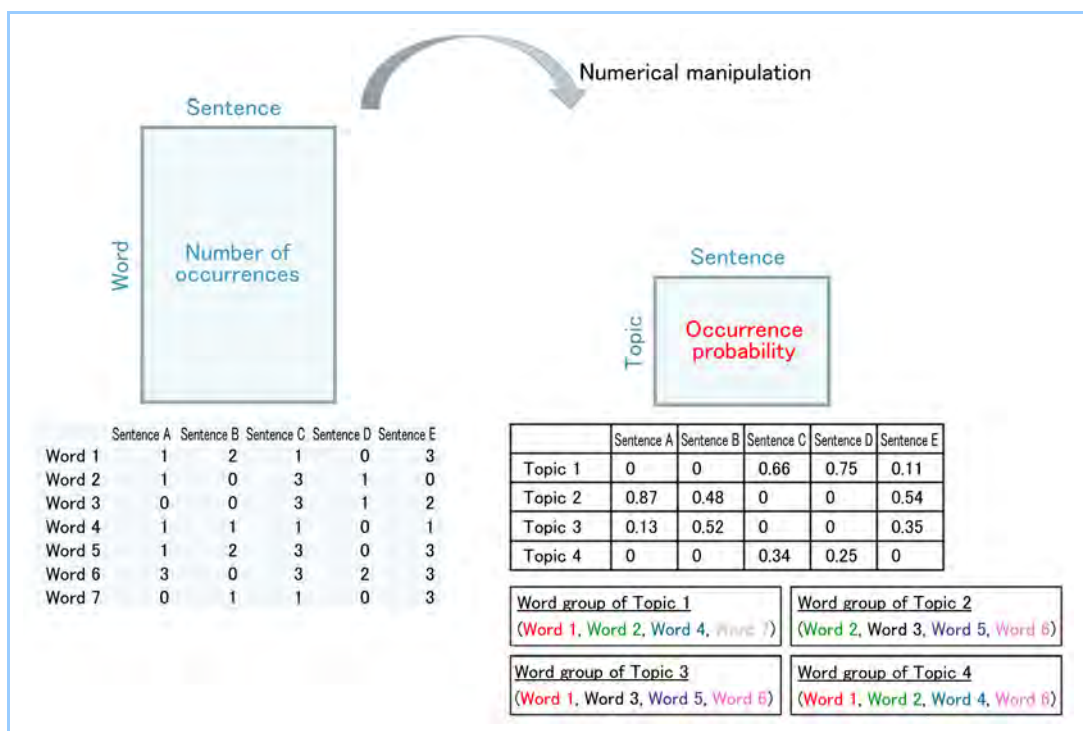 Numerical manipulation
Sentence
Word
Number of
occurrences
Sentence
Topic
Occurrence
probability
Sentence A Sentence B Sentence C Sentence D Sentence E
Word 1 1 2 1 0 3
Word 2 1 0 3 1 0
Word 3 0 0 3 1 2
Word 4 1 1 1 0 1
Word 5 1 2 3 0 3
Word 6 3 0 3 2 3
Word 7 0 1 1 0 3
Sentence A Sentence B Sentence C Sentence D Sentence E
Topic 1 0 0 0.66 0.75 0.11
Topic 2 0.87 0.48 0 0 0.54
Topic 3 0.13 0.52 0 0 0.35
Topic 4 0 0 0.34 0.25 0
Word group of Topic 1
(Word 1, Word 2, Word 4, Word 7)
Word group of Topic 2
(Word 2, Word 3, Word 5, Word 6)
Word group of Topic 3
(Word 1, Word 3, Word 5, Word 6)
Word group of Topic 4
(Word 1, Word 2, Word 4, Word 6)